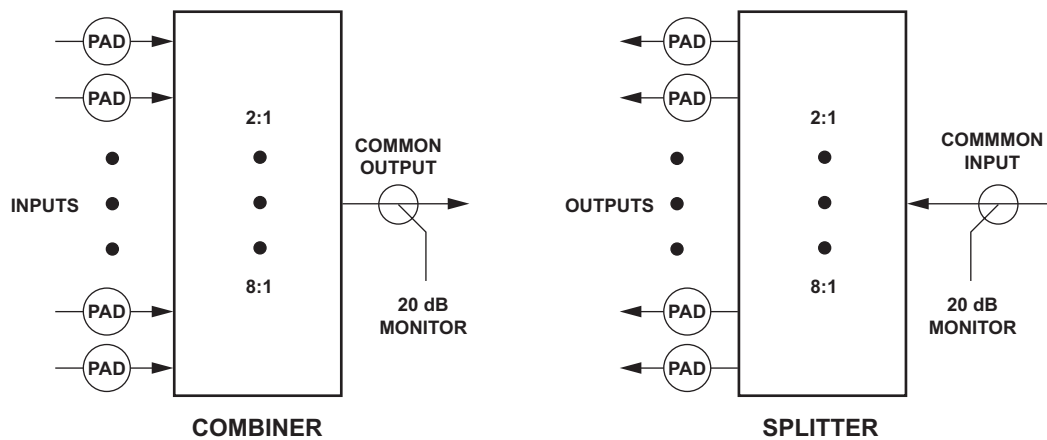 PAD
PAD
INPUTS
PAD
PAD
2:1
8:1
COMMON
OUTPUT
20 dB
MONITOR
COMBINER
PAD
PAD
OUTPUTS
PAD
PAD
2:1
8:1
COMMMON
INPUT
20 dB
MONITOR
SPLITTER